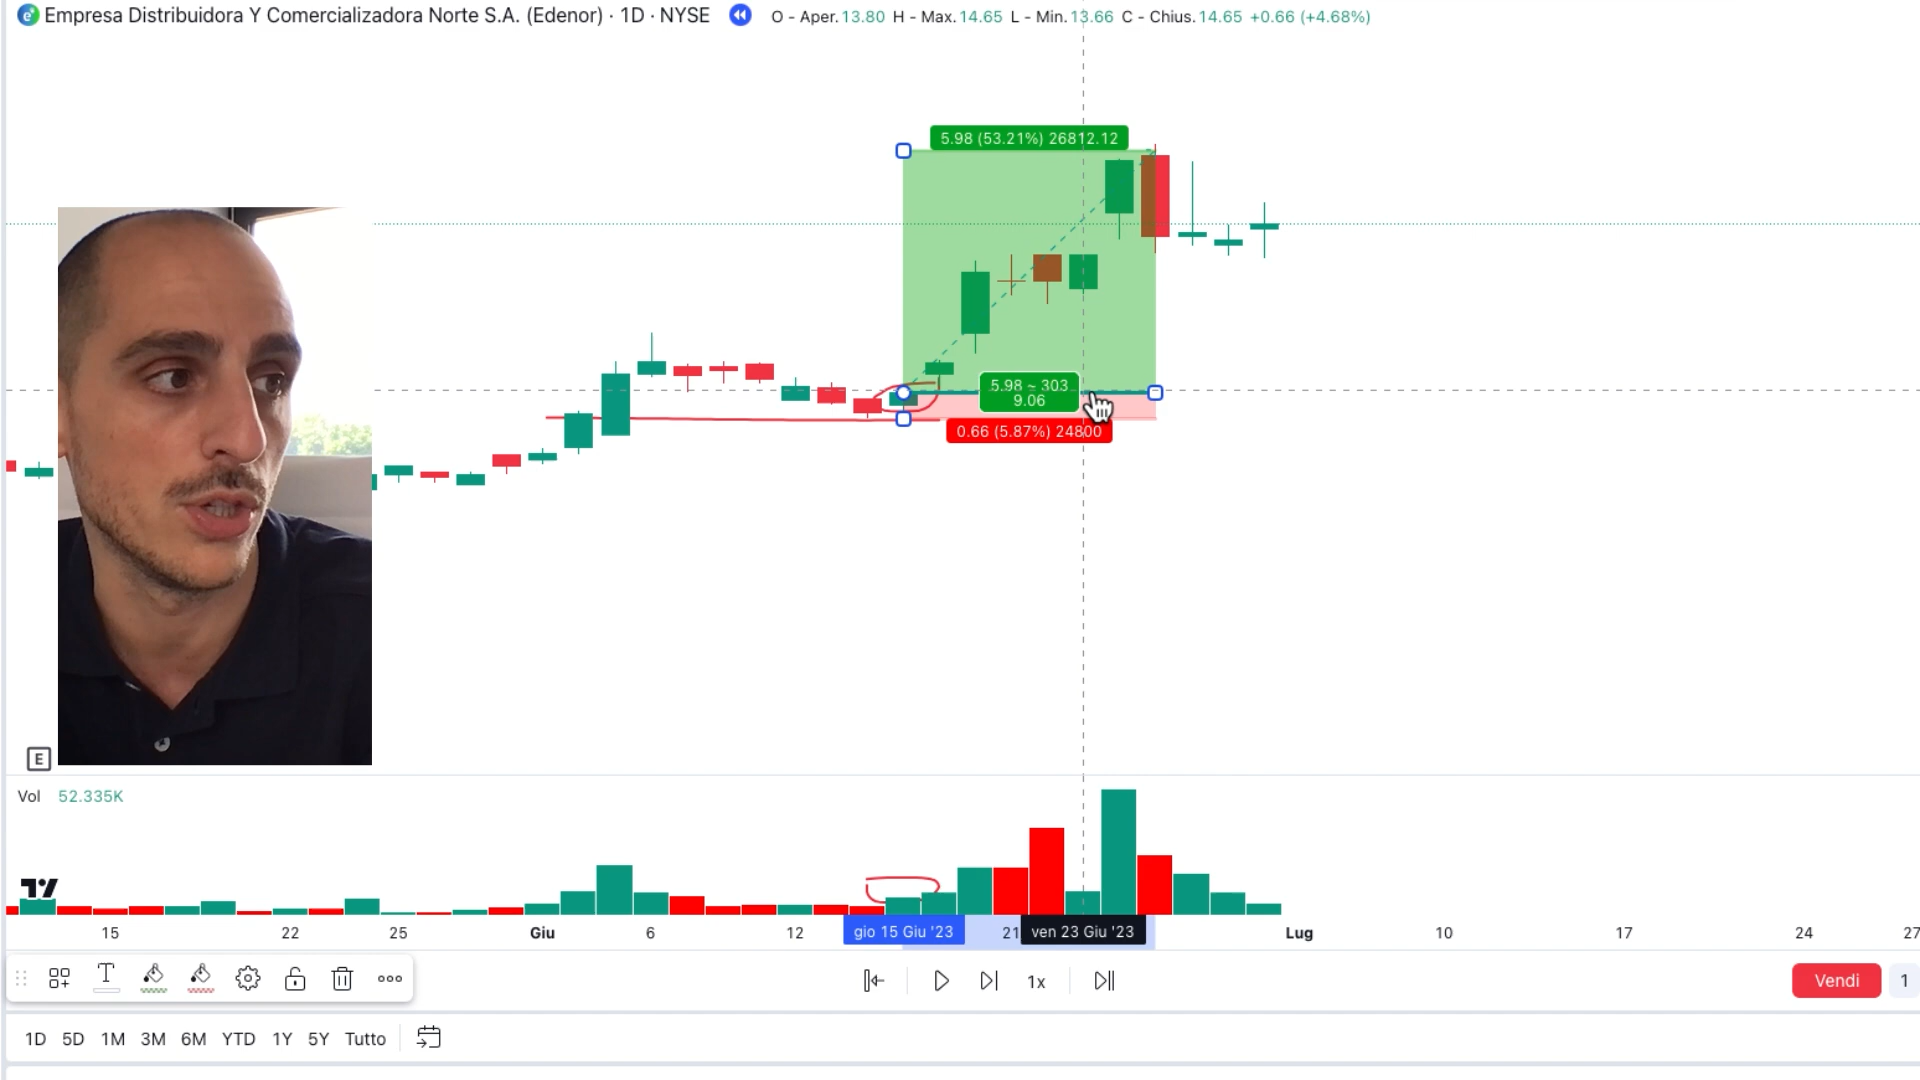 Empresa Distribuidora Y Comercializadora Norte S.A. (Edenor) · 1D · NYSE O - Aper. 13.80 H - Max. 14.65 L - Min. 13.66 C - Chius. 14.65 +0.66 (+4.68%)
5.98 (53.21%) 26812.12
5.98 ~ 303
9.06
0.66 (5.87%) 24800
E
Vol 52.335K
15 22 25 Giu 6 12 gio 15 Giu '23 21 ven 23 Giu '23 Lug 10 17 24 27
T 1x Vendi 1
1D 5D 1M 3M 6M YTD 1Y 5Y Tutto